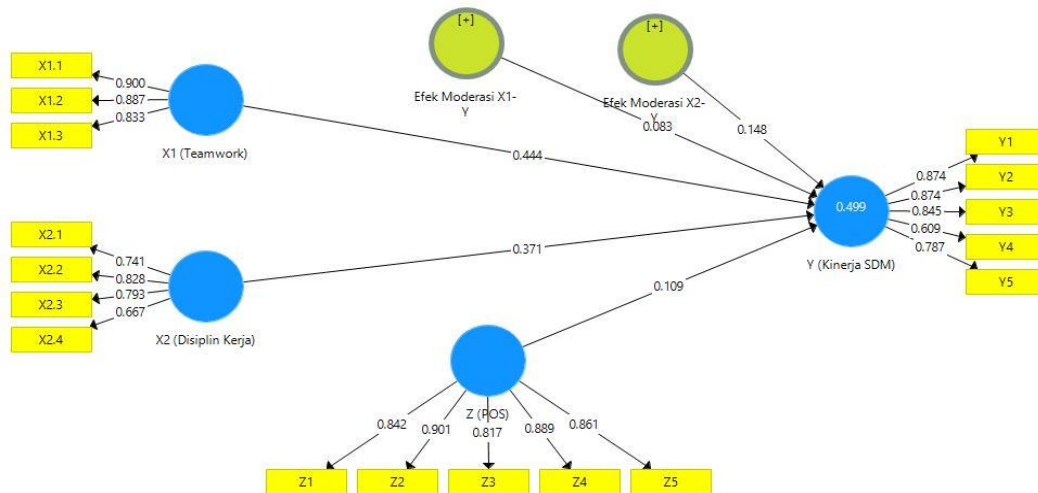 [+]
[+]
X1.1
X1.2
X1.3
0.900
0.887
0.833
X1 (Teamwork)
Efek Moderasi X1-
Y
Efek Moderasi X2-
Y
0.083
0.148
0.444
Y1
Y2
Y3
Y4
Y5
0.874
0.874
0.845
0.609
0.787
0.499
Y (Kinerja SDM)
X2.1
X2.2
X2.3
X2.4
0.741
0.828
0.793
0.667
X2 (Disiplin Kerja)
0.371
0.109
Z (POS)
0.842
0.901
0.817
0.889
0.861
Z1
Z2
Z3
Z4
Z5